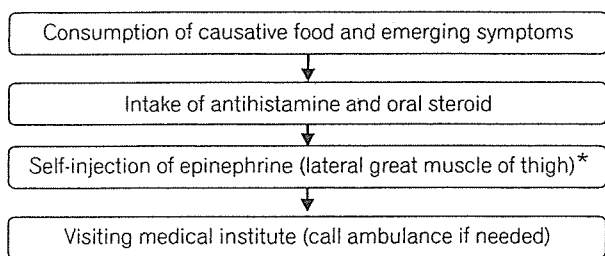 Consumption of causative food and emerging symptoms
Intake of antihistamine and oral steroid
Self-injection of epinephrine (lateral great muscle of thigh)*
Visiting medical institute (call ambulance if needed)